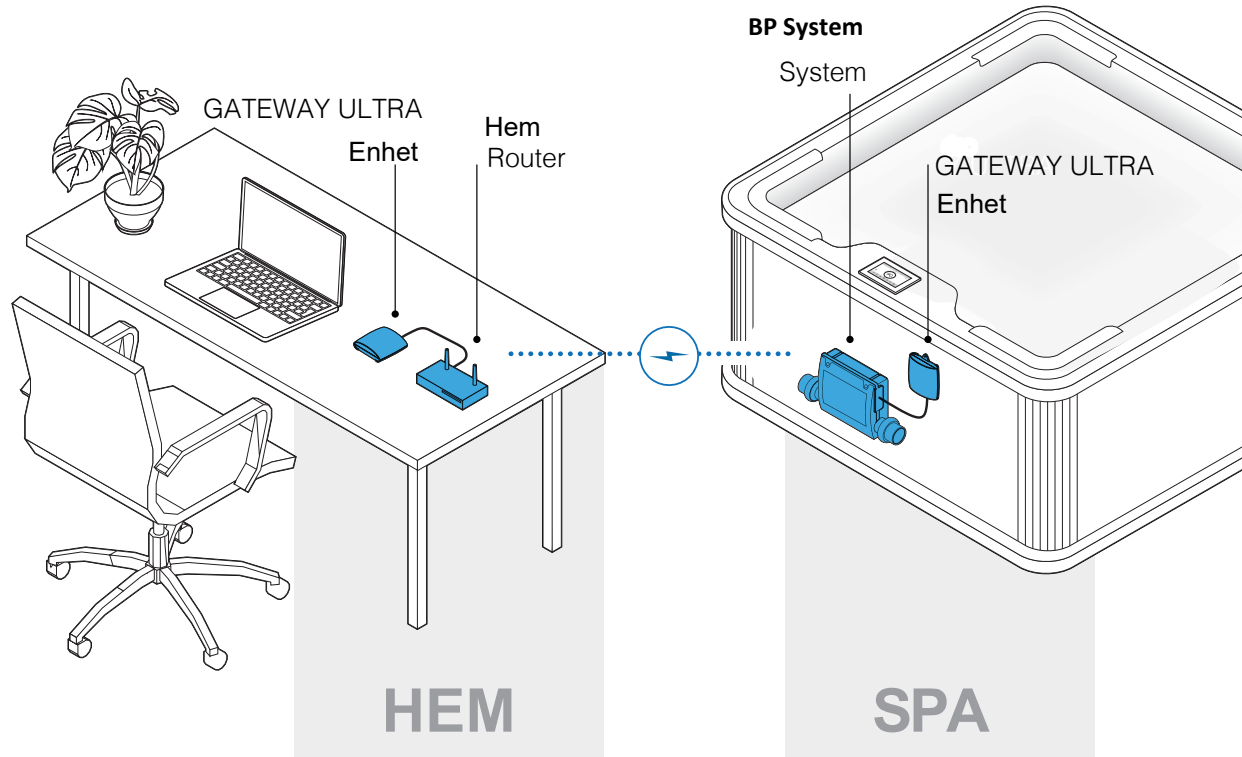 GATEWAY ULTRA
Enhet
Hem
Router
BP System
System
GATEWAY ULTRA
Enhet
HEM
SPA